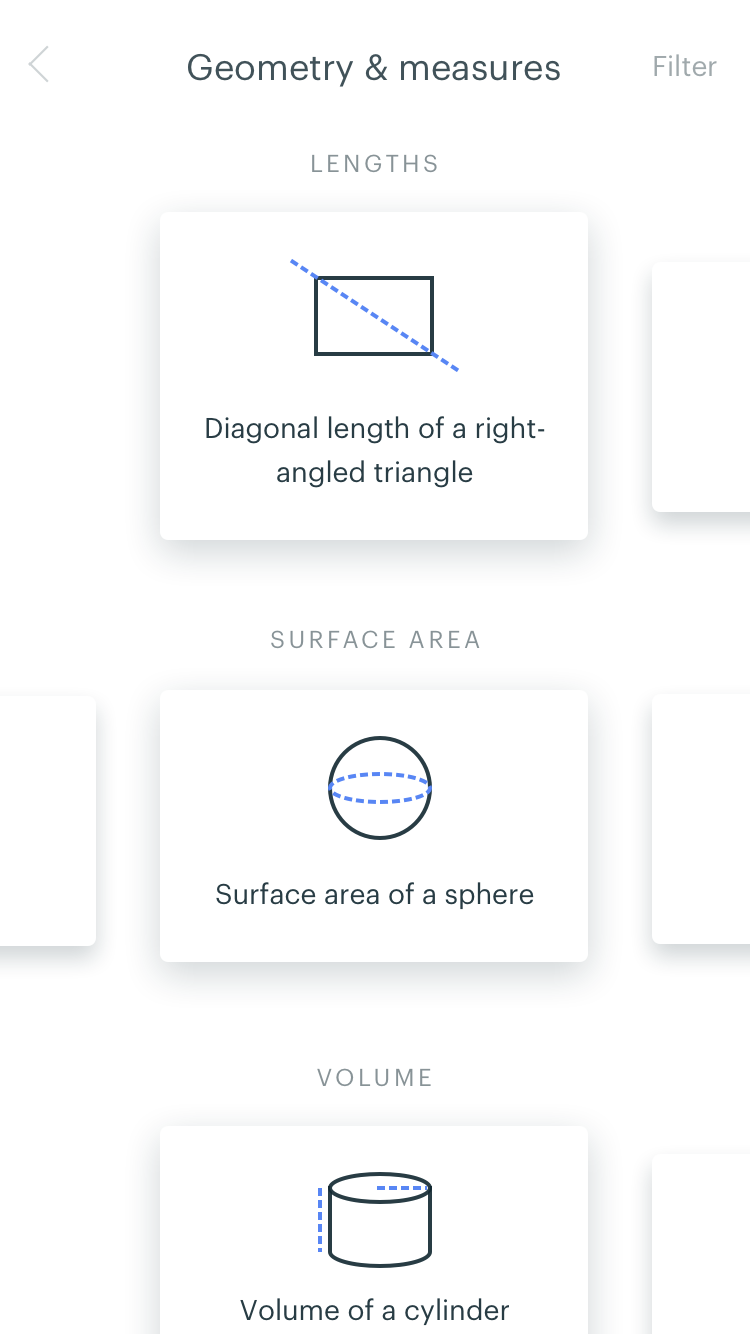 Geometry & measures
Filter
LENGTHS
Diagonal length of a right-
angled triangle
SURFACE AREA
Surface area of a sphere
VOLUME
Volume of a cylinder